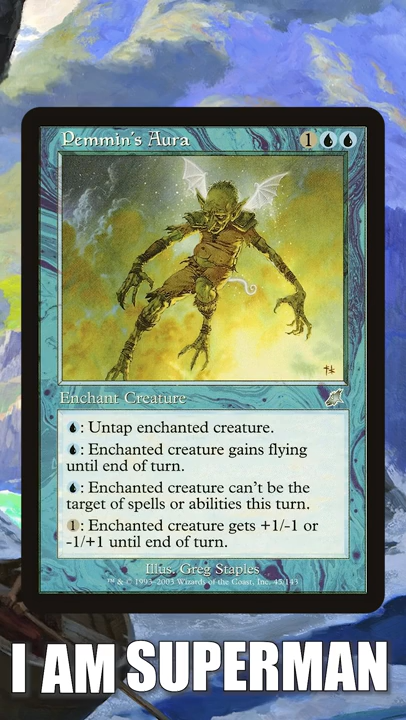 Pemmin's Aura 1
Enchant Creature
: Untap enchanted creature.
: Enchanted creature gains flying
until end of turn.
: Enchanted creature can't be the
target of spells or abilities this turn.
1: Enchanted creature gets +1/-1 or
-1/+1 until end of turn.
Illus. Greg Staples
™ & © 1993-2003 Wizards of the Coast, Inc. 45/143
I AM SUPERMAN